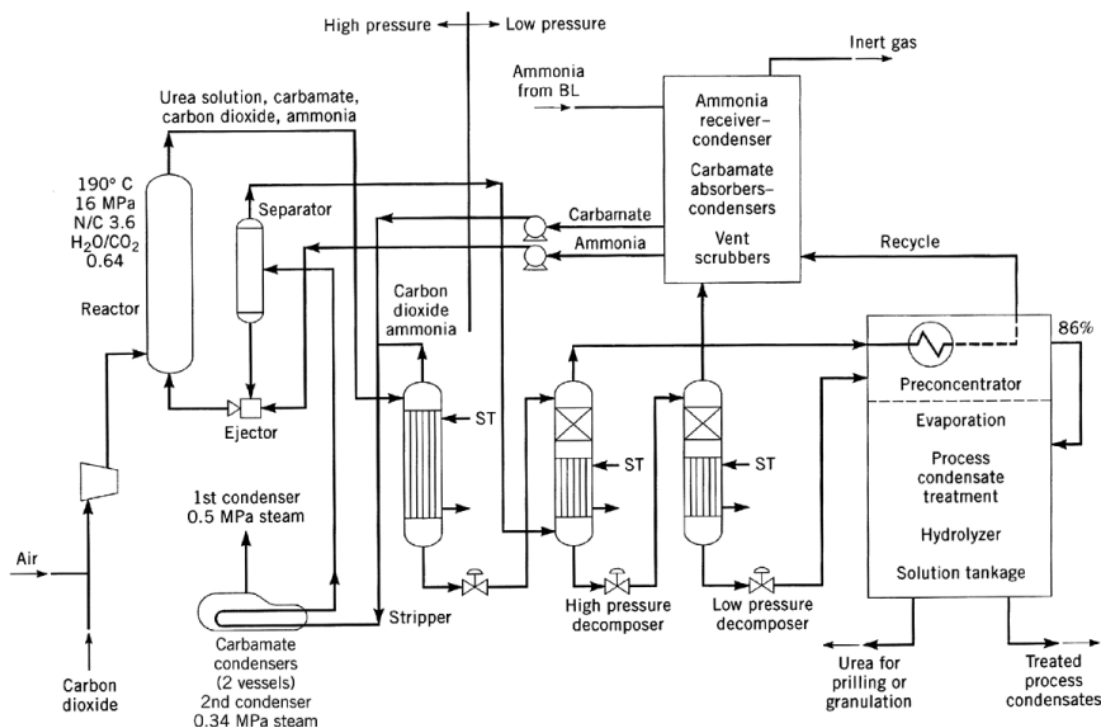 High pressure
Low pressure
Inert gas
Ammonia
from BL
Urea solution, carbamate,
carbon dioxide, ammonia
Ammonia
receiver–
condenser
Carbamate
absorbers–
condensers
Vent
scrubbers
190° C
16 MPa
N/C 3.6
H₂O/CO₂
0.64
Reactor
Separator
Carbamate
Ammonia
Recycle
Carbon
dioxide
ammonia
86%
Preconcentrator
Ejector
ST
ST
ST
Evaporation
Process
condensate
treatment
Hydrolyzer
Solution tankage
1st condenser
0.5 MPa steam
Air
Stripper
High pressure
decomposer
Low pressure
decomposer
Carbamate
condensers
(2 vessels)
2nd condenser
0.34 MPa steam
Carbon
dioxide
Urea for
prilling or
granulation
Treated
process
condensates